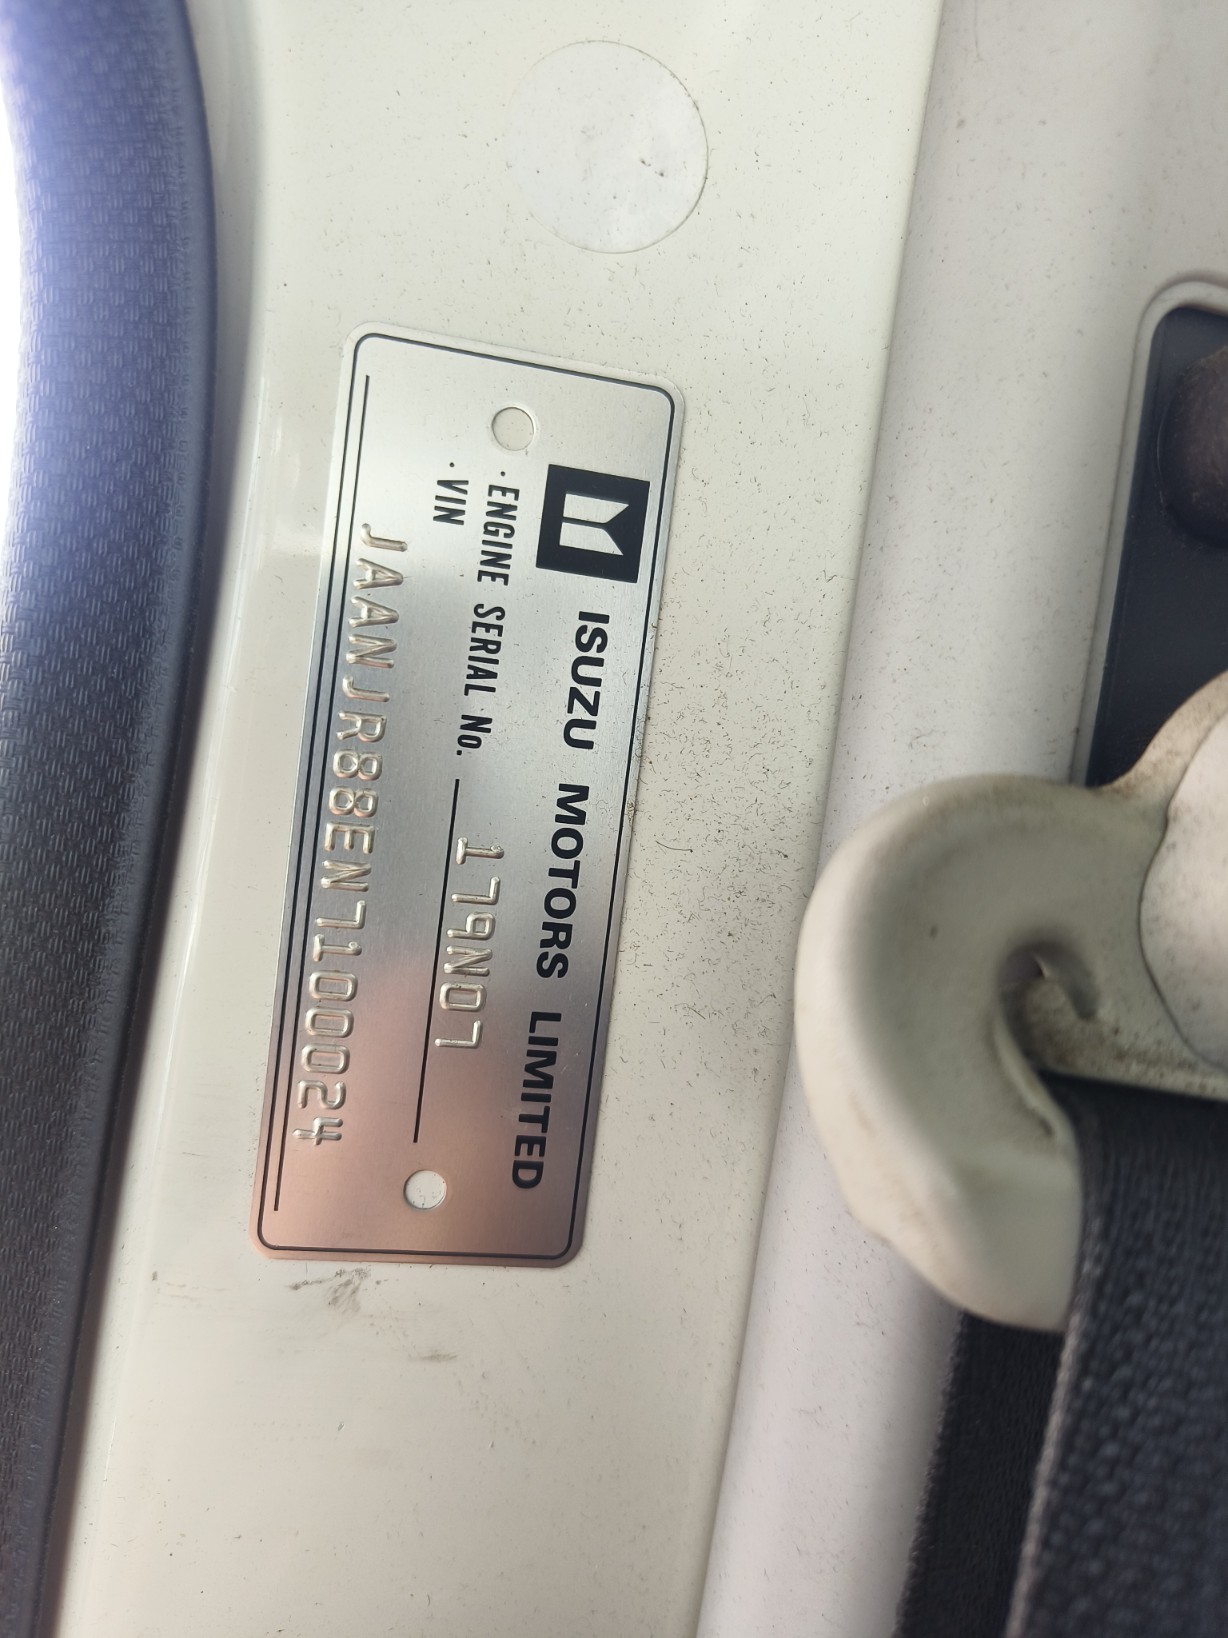 ISUZU MOTORS LIMITED
·ENGINE SERIAL No. 179N07
·VIN
JAANJR88EN7100024